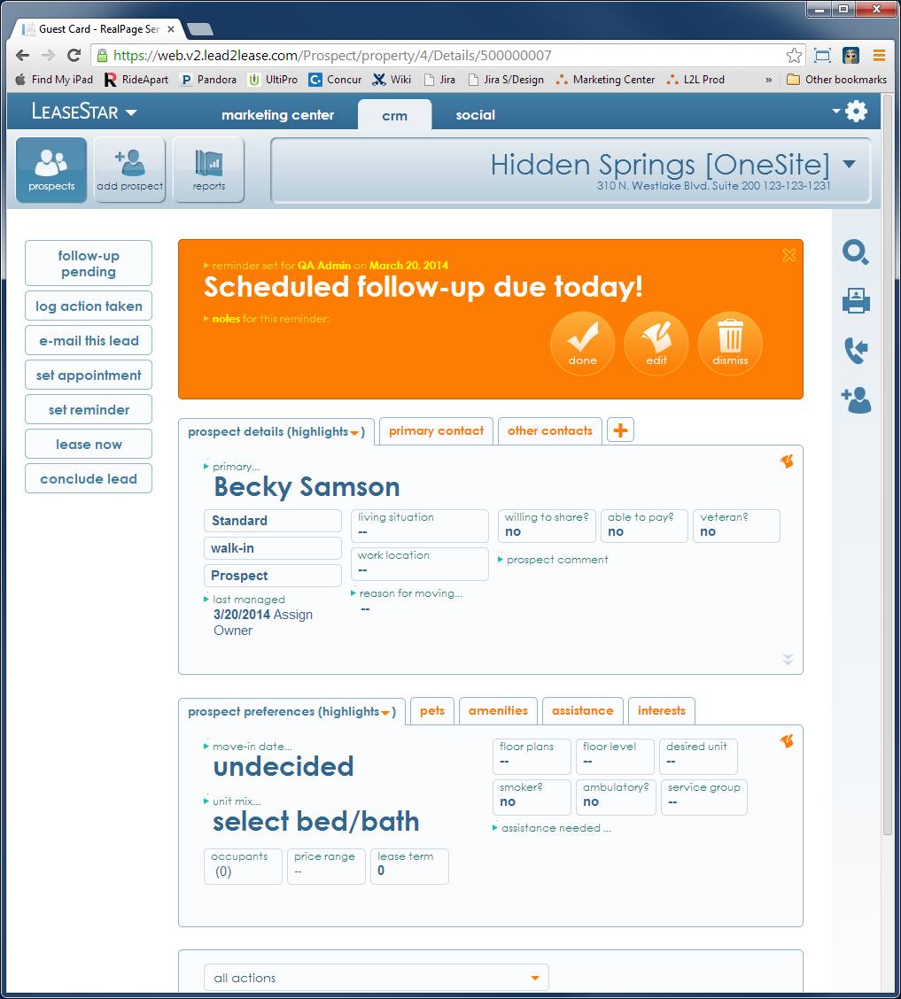 Guest Card - RealPage Ser
https://web.v2.lead2lease.com/Prospect/property/4/Details/500000007
Find My iPad RideApart Pandora UltiPro Concur Wiki Jira Jira S/Design Marketing Center L2L Prod » Other bookmarks
LEASESTAR marketing center crm social
prospects add prospect reports
Hidden Springs [OneSite]
310 N. Westlake Blvd. Suite 200 123-123-1231
follow-up
pending
log action taken
e-mail this lead
set appointment
set reminder
lease now
conclude lead
reminder set for QA Admin on March 20, 2014
Scheduled follow-up due today!
notes for this reminder:
done edit dismiss
prospect details (highlights ) primary contact other contacts +
primary...
Becky Samson
Standard
walk-in
Prospect
last managed
3/20/2014 Assign
Owner
living situation
--
work location
--
reason for moving...
--
willing to share?
no
able to pay?
no
veteran?
no
prospect comment
prospect preferences (highlights ) pets amenities assistance interests
move-in date...
undecided
unit mix...
select bed/bath
occupants
(0)
price range
--
lease term
0
floor plans
--
floor level
--
desired unit
--
smoker?
no
ambulatory?
no
service group
--
assistance needed ...
all actions